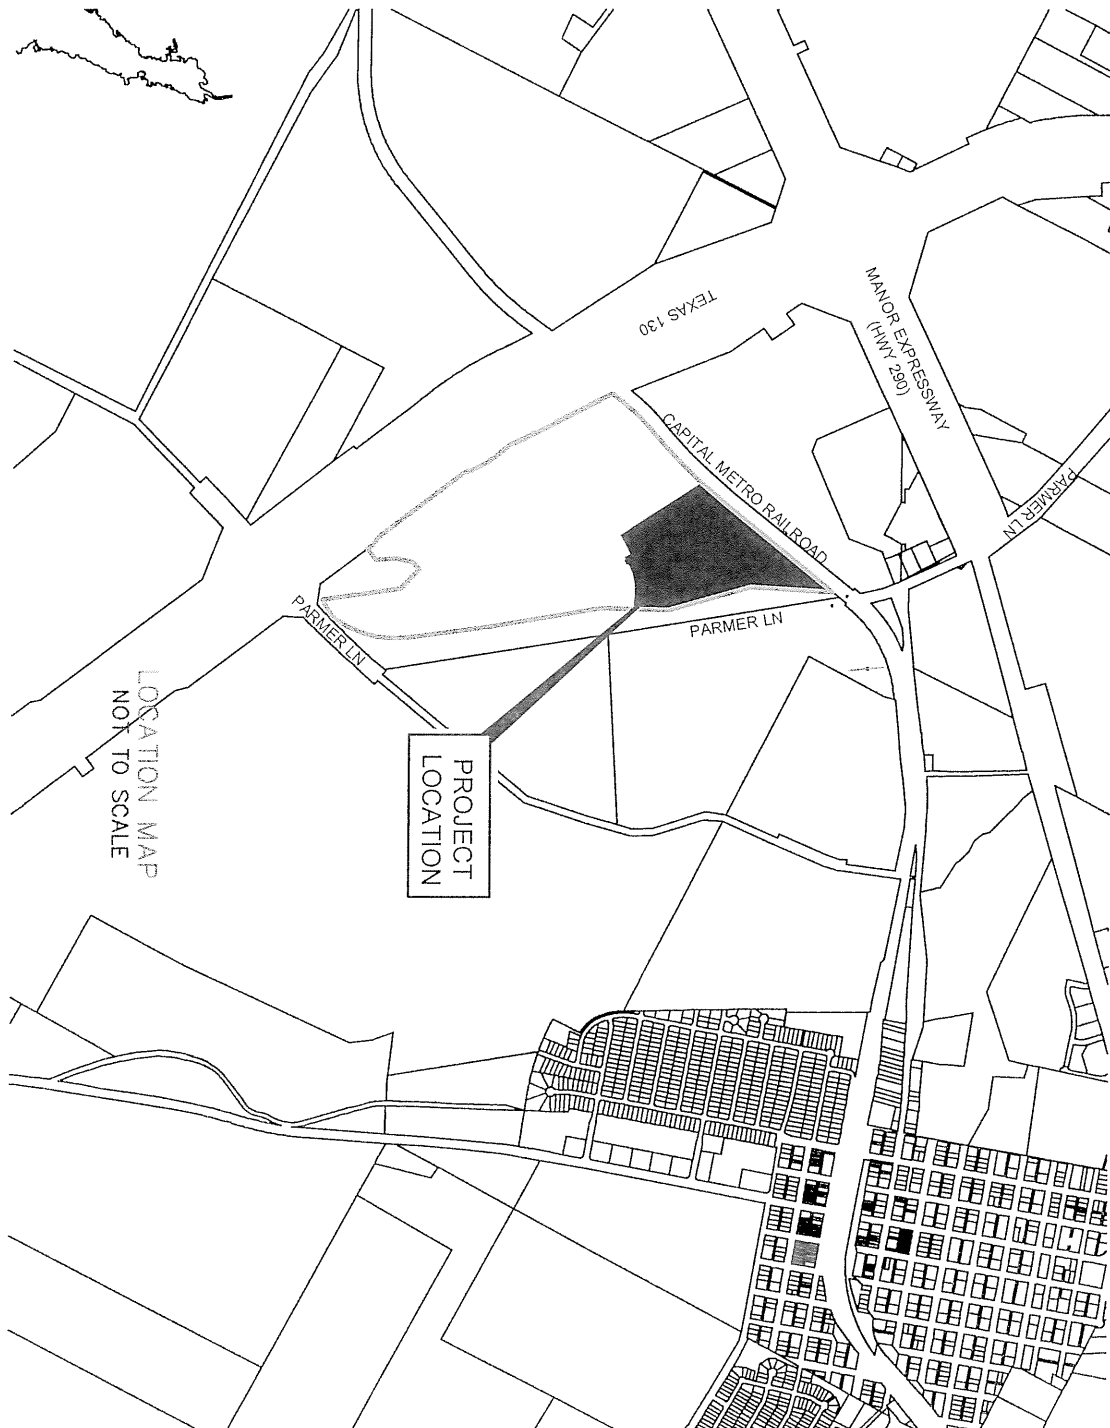 MANOR EXPRESSWAY
(HWY 290)
TEXAS 130
CAPITAL METRO RAILROAD
PARMER LN
PARMER LN
PARMER LN
PROJECT
LOCATION
LOCATION MAP
NOT TO SCALE